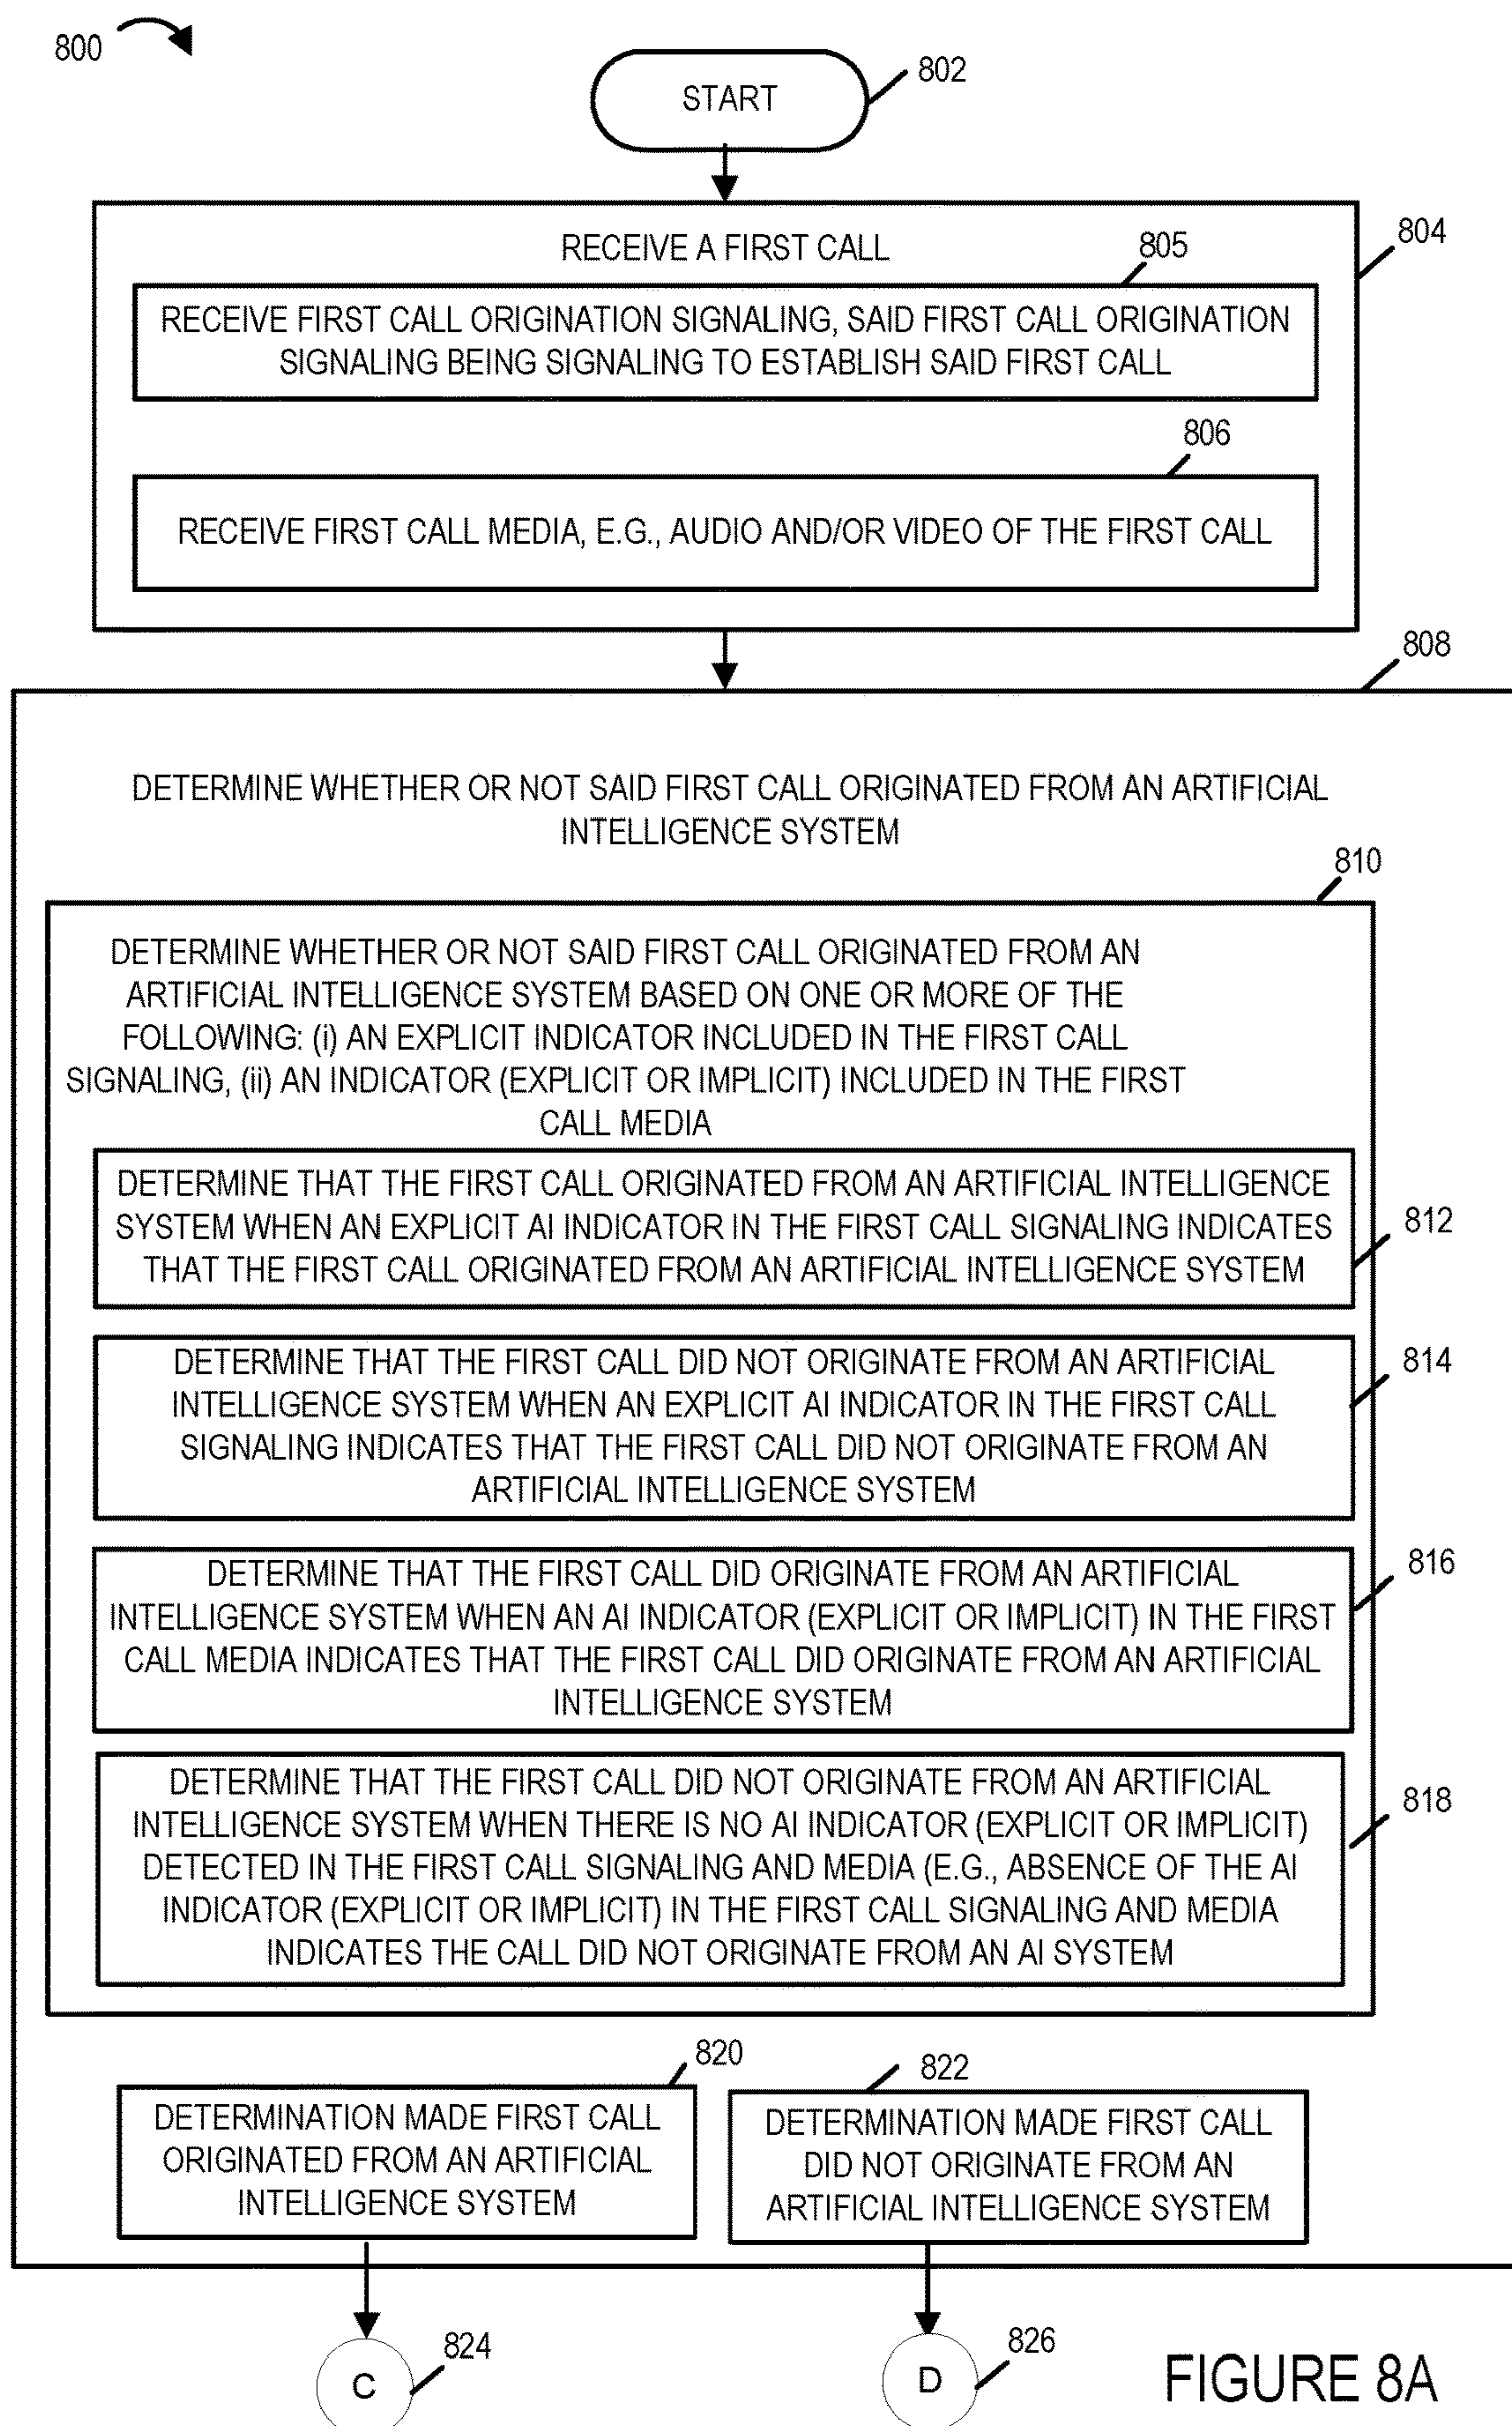 800
START
802
804
RECEIVE A FIRST CALL
805
RECEIVE FIRST CALL ORIGINATION SIGNALING, SAID FIRST CALL ORIGINATION
SIGNALING BEING SIGNALING TO ESTABLISH SAID FIRST CALL
806
RECEIVE FIRST CALL MEDIA, E.G., AUDIO AND/OR VIDEO OF THE FIRST CALL
808
DETERMINE WHETHER OR NOT SAID FIRST CALL ORIGINATED FROM AN ARTIFICIAL
INTELLIGENCE SYSTEM
810
DETERMINE WHETHER OR NOT SAID FIRST CALL ORIGINATED FROM AN
ARTIFICIAL INTELLIGENCE SYSTEM BASED ON ONE OR MORE OF THE
FOLLOWING: (i) AN EXPLICIT INDICATOR INCLUDED IN THE FIRST CALL
SIGNALING, (ii) AN INDICATOR (EXPLICIT OR IMPLICIT) INCLUDED IN THE FIRST
CALL MEDIA
DETERMINE THAT THE FIRST CALL ORIGINATED FROM AN ARTIFICIAL INTELLIGENCE
SYSTEM WHEN AN EXPLICIT AI INDICATOR IN THE FIRST CALL SIGNALING INDICATES
THAT THE FIRST CALL ORIGINATED FROM AN ARTIFICIAL INTELLIGENCE SYSTEM
812
DETERMINE THAT THE FIRST CALL DID NOT ORIGINATE FROM AN ARTIFICIAL
INTELLIGENCE SYSTEM WHEN AN EXPLICIT AI INDICATOR IN THE FIRST CALL
SIGNALING INDICATES THAT THE FIRST CALL DID NOT ORIGINATE FROM AN
ARTIFICIAL INTELLIGENCE SYSTEM
814
DETERMINE THAT THE FIRST CALL DID ORIGINATE FROM AN ARTIFICIAL
INTELLIGENCE SYSTEM WHEN AN AI INDICATOR (EXPLICIT OR IMPLICIT) IN THE FIRST
CALL MEDIA INDICATES THAT THE FIRST CALL DID ORIGINATE FROM AN ARTIFICIAL
INTELLIGENCE SYSTEM
816
DETERMINE THAT THE FIRST CALL DID NOT ORIGINATE FROM AN ARTIFICIAL
INTELLIGENCE SYSTEM WHEN THERE IS NO AI INDICATOR (EXPLICIT OR IMPLICIT)
DETECTED IN THE FIRST CALL SIGNALING AND MEDIA (E.G., ABSENCE OF THE AI
INDICATOR (EXPLICIT OR IMPLICIT) IN THE FIRST CALL SIGNALING AND MEDIA
INDICATES THE CALL DID NOT ORIGINATE FROM AN AI SYSTEM
818
820
DETERMINATION MADE FIRST CALL
ORIGINATED FROM AN ARTIFICIAL
INTELLIGENCE SYSTEM
822
DETERMINATION MADE FIRST CALL
DID NOT ORIGINATE FROM AN
ARTIFICIAL INTELLIGENCE SYSTEM
C
824
D
826
FIGURE 8A